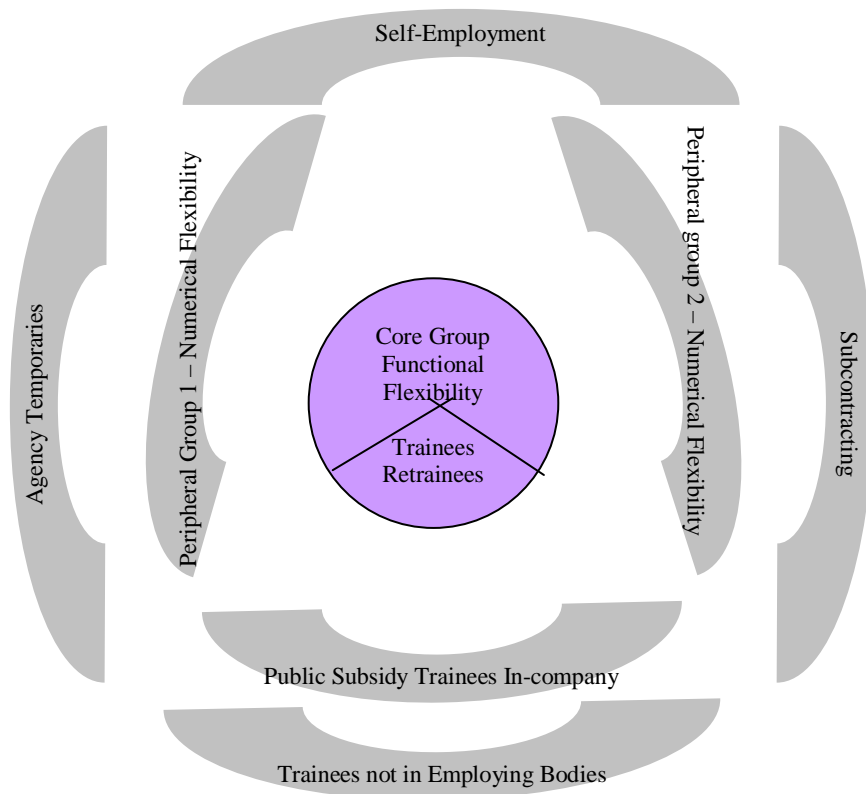 Self-Employment
Agency Temporaries
Peripheral Group 1 – Numerical Flexibility
Core Group
Functional
Flexibility
Trainees
Retrainees
Peripheral group 2 – Numerical Flexibility
Subcontracting
Public Subsidy Trainees In-company
Trainees not in Employing Bodies